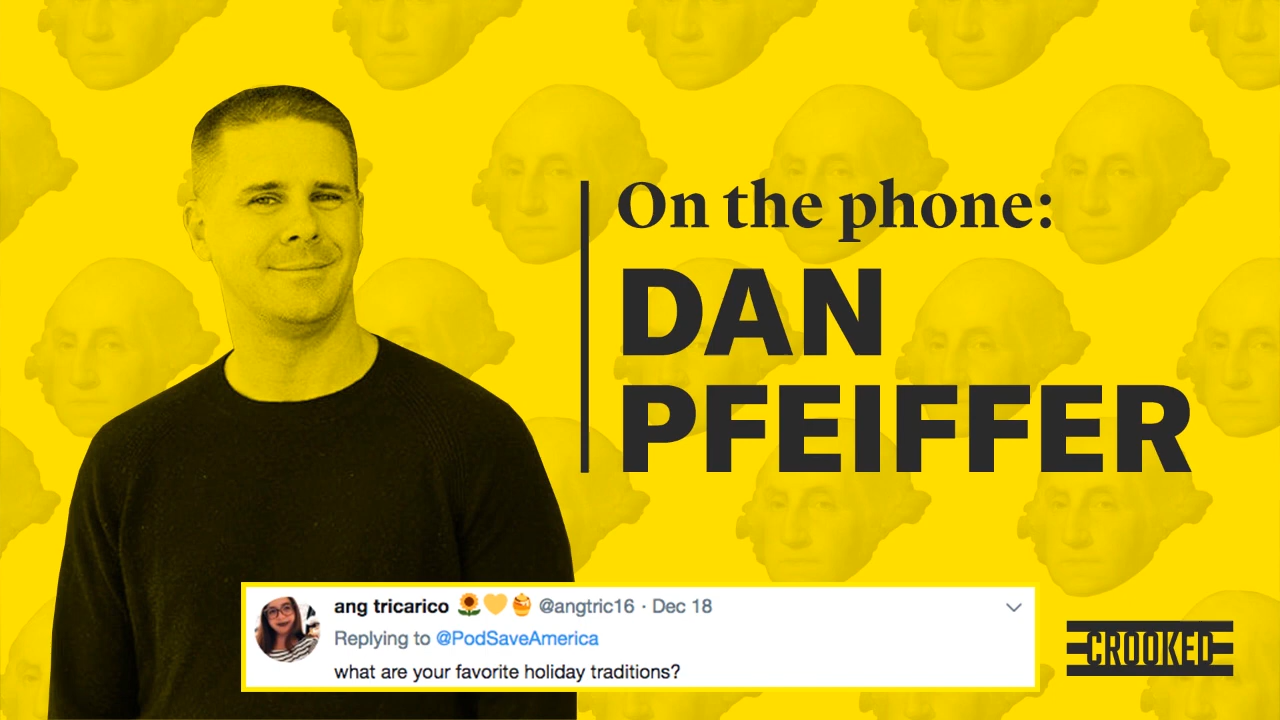 On the phone:
DAN
PFEIFFER
ang tricarico 🌻💛🍯 @angtric16 · Dec 18
Replying to @PodSaveAmerica
what are your favorite holiday traditions?
CROOKED